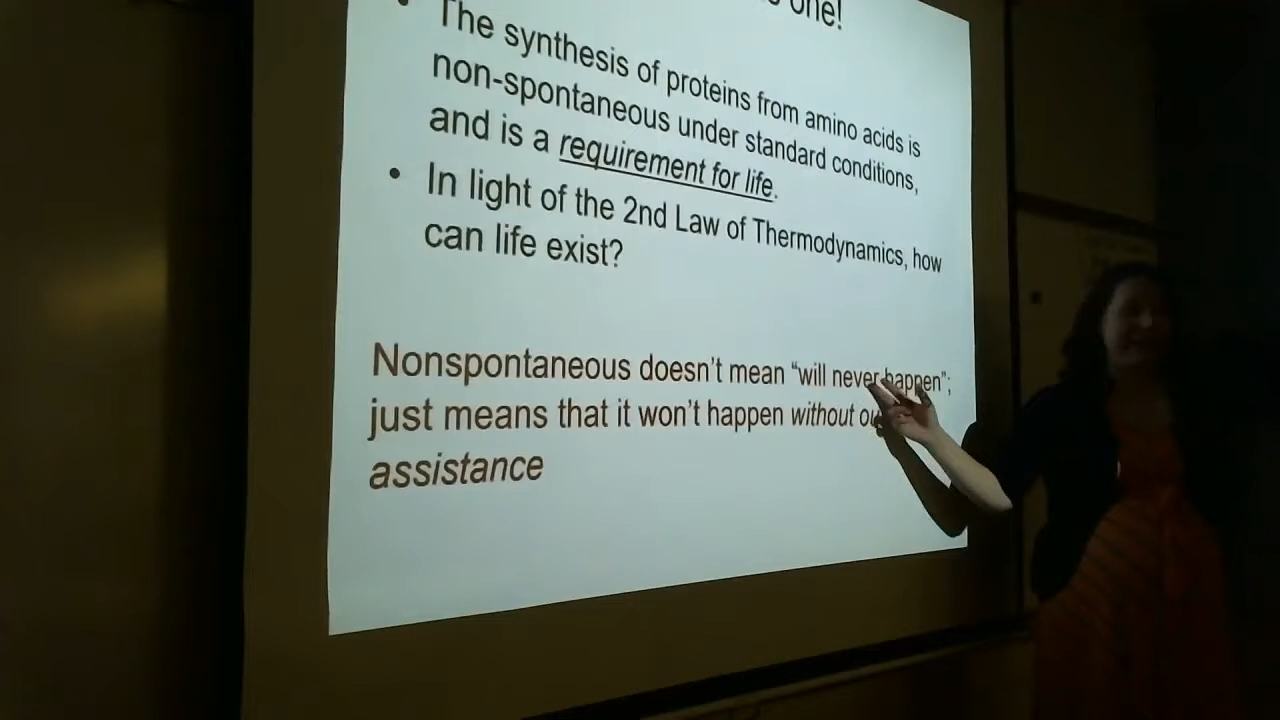 one!
• The synthesis of proteins from amino acids is
non-spontaneous under standard conditions,
and is a requirement for life.
• In light of the 2nd Law of Thermodynamics, how
can life exist?
Nonspontaneous doesn't mean “will never happen”;
just means that it won't happen without
assistance